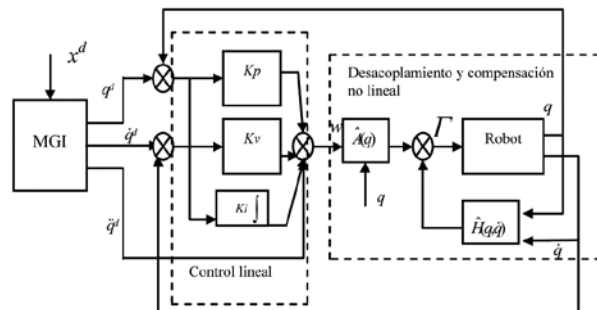 x^d
q^d
MGI
q̇^d
q̈^d
Kp
Kv
Ki ∫
Control lineal
w
Desacoplamiento y compensación
no lineal
Â(q)
q
Γ
Robot
q
Ĥ(q,q̇)
q̇